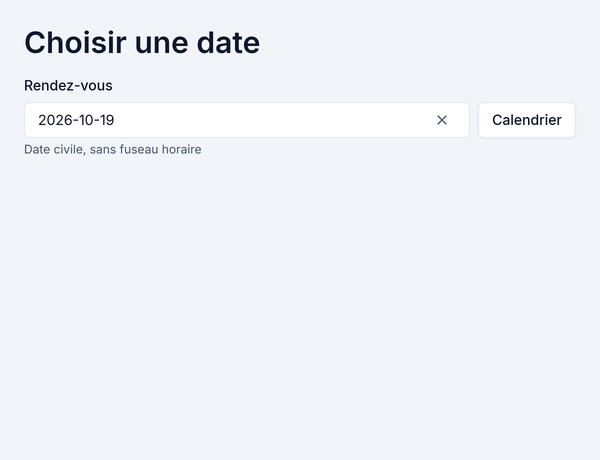 Choisir une date
Rendez-vous
2026-10-19
Calendrier
Date civile, sans fuseau horaire